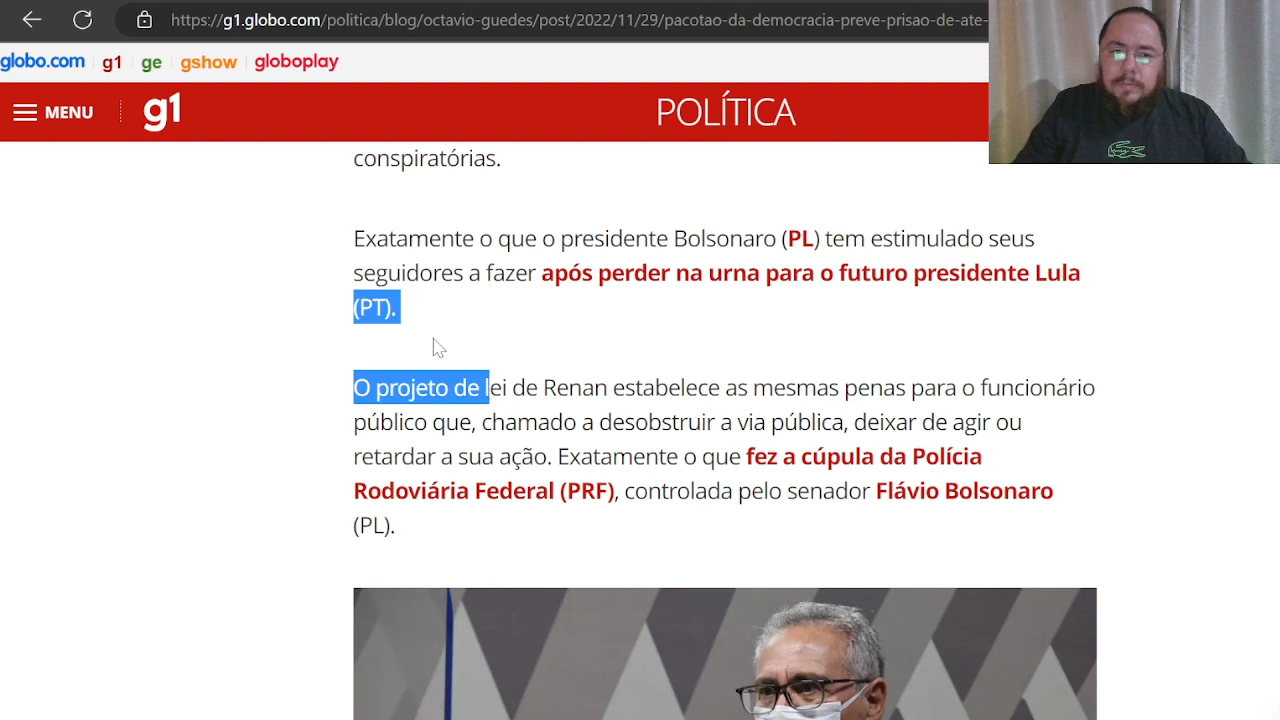 https://g1.globo.com/politica/blog/octavio-guedes/post/2022/11/29/pacotao-da-democracia-preve-prisao-de-ate-
globo.com g1 ge gshow globoplay
MENU g1 POLÍTICA
conspiratórias.
Exatamente o que o presidente Bolsonaro (PL) tem estimulado seus
seguidores a fazer após perder na urna para o futuro presidente Lula
(PT).
O projeto de lei de Renan estabelece as mesmas penas para o funcionário
público que, chamado a desobstruir a via pública, deixar de agir ou
retardar a sua ação. Exatamente o que fez a cúpula da Polícia
Rodoviária Federal (PRF), controlada pelo senador Flávio Bolsonaro
(PL).